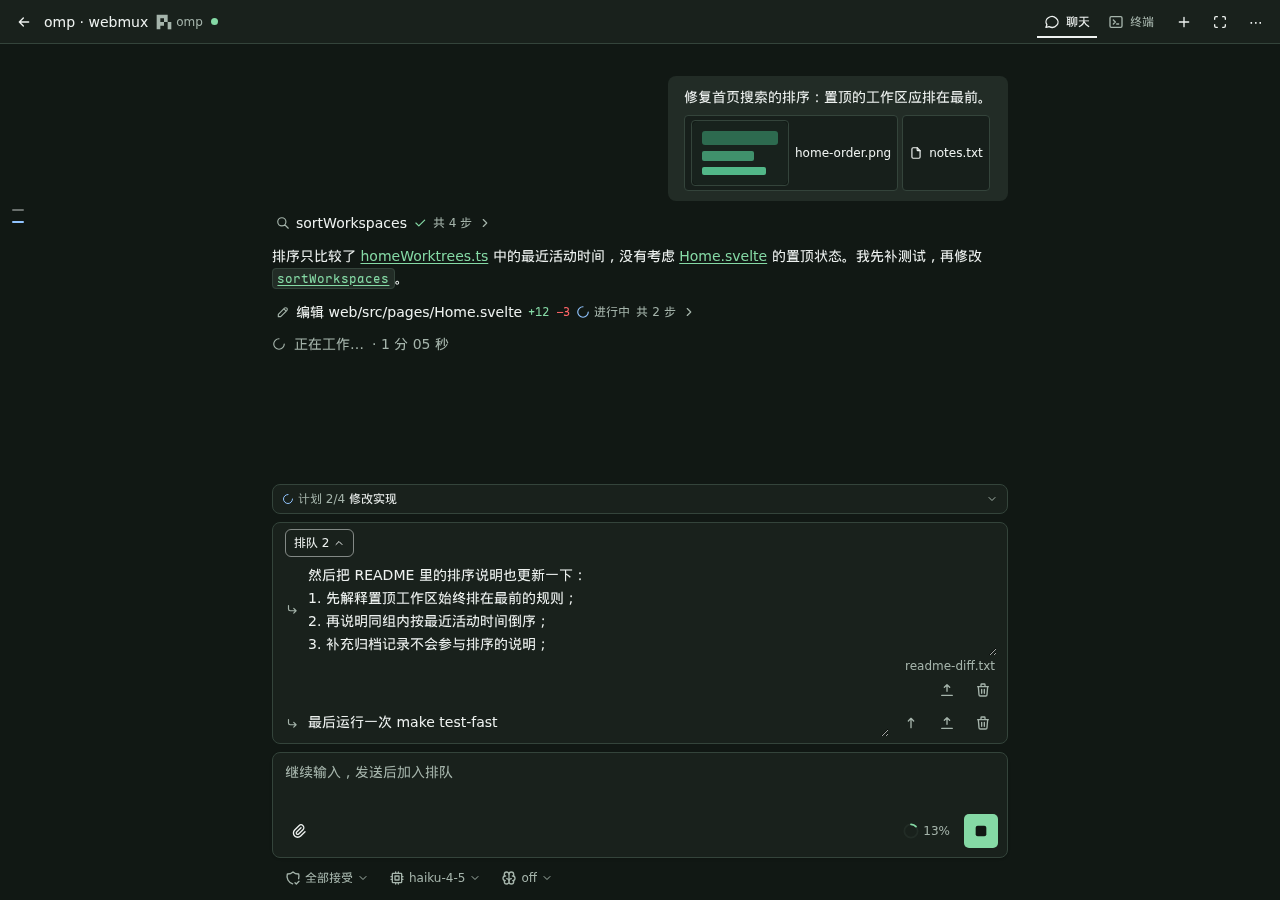 omp · webmux omp
聊天
终端
修复首页搜索的排序：置顶的工作区应排在最前。
home-order.png
notes.txt
sortWorkspaces 共 4 步
排序只比较了 homeWorktrees.ts 中的最近活动时间，没有考虑 Home.svelte 的置顶状态。我先补测试，再修改
sortWorkspaces。
编辑 web/src/pages/Home.svelte +12 −3 进行中 共 2 步
正在工作… · 1 分 05 秒
计划 2/4 修改实现
排队 2
然后把 README 里的排序说明也更新一下：
1. 先解释置顶工作区始终排在最前的规则；
2. 再说明同组内按最近活动时间倒序；
3. 补充归档记录不会参与排序的说明；
readme-diff.txt
最后运行一次 make test-fast
继续输入，发送后加入排队
13%
全部接受
haiku-4-5
off